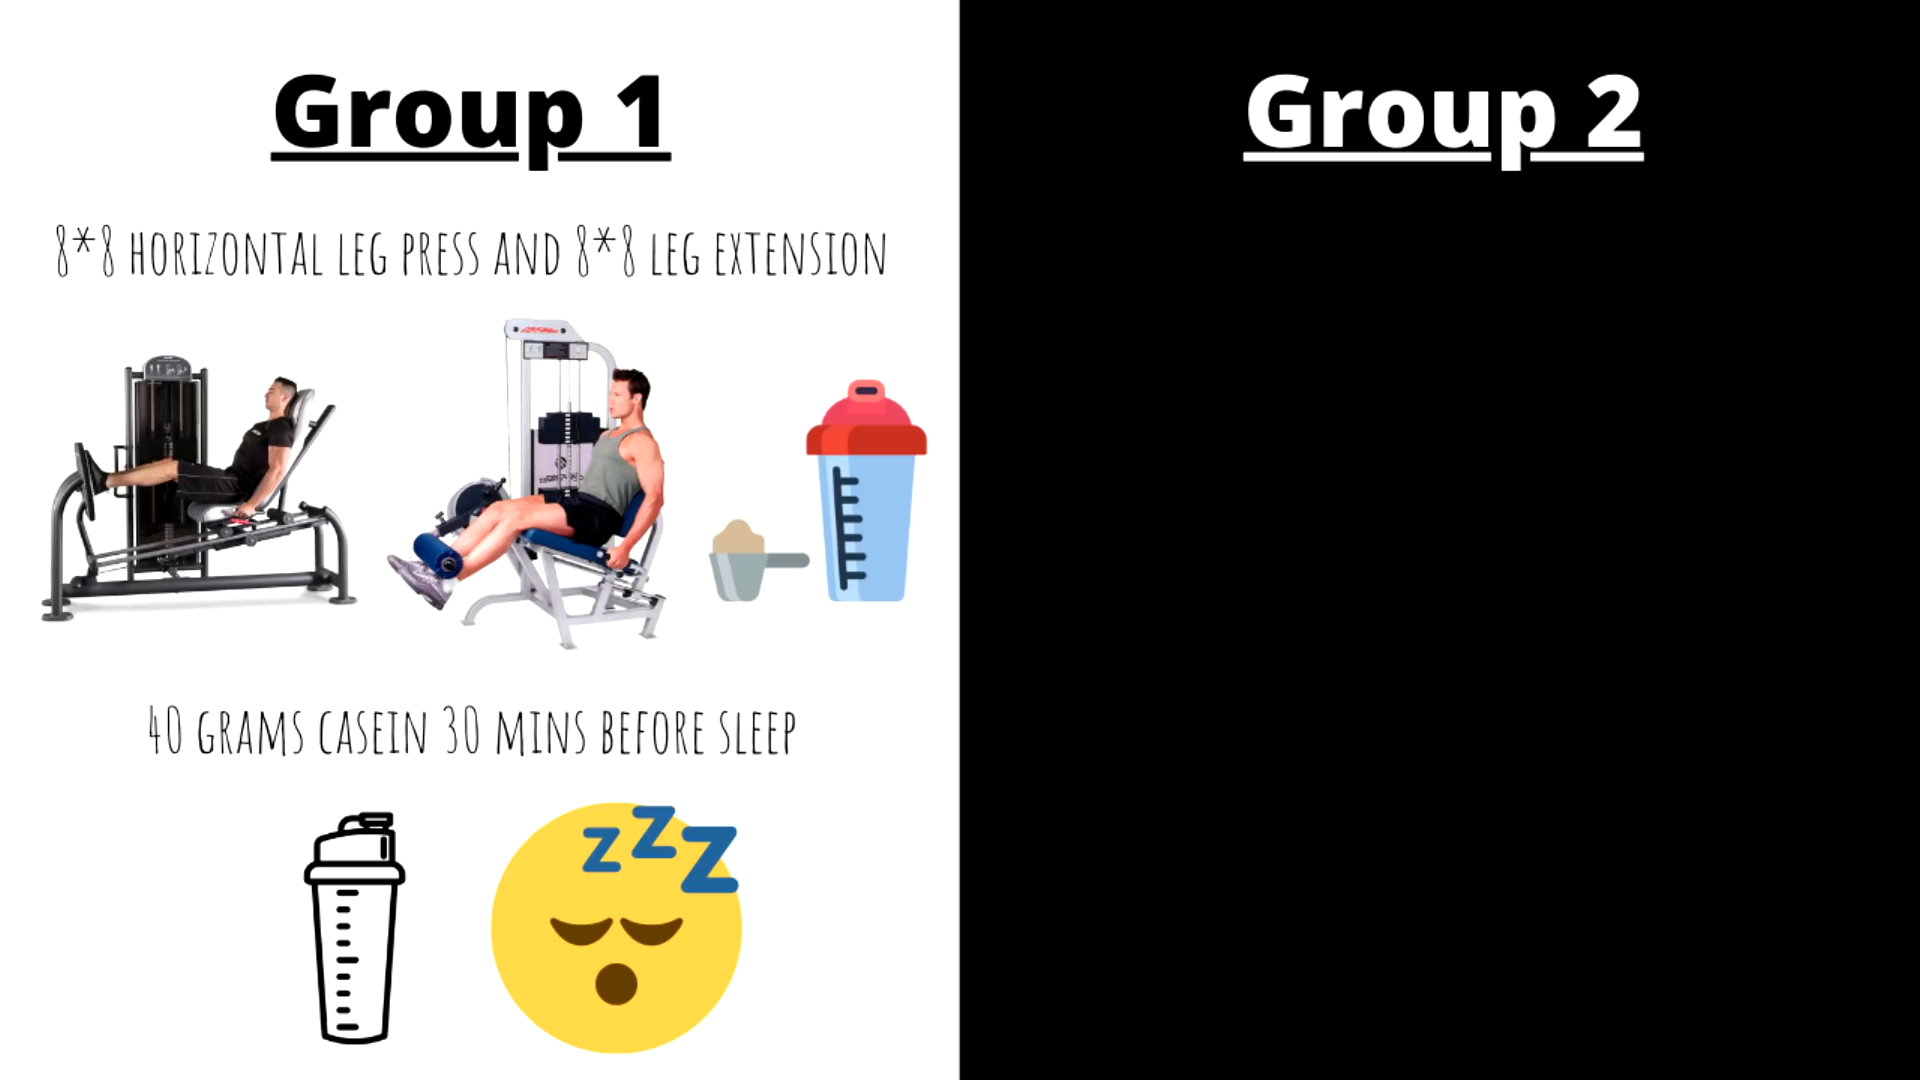 Group 1
Group 2
8*8 HORIZONTAL LEG PRESS AND 8*8 LEG EXTENSION
40 GRAMS CASEIN 30 MINS BEFORE SLEEP
z z z